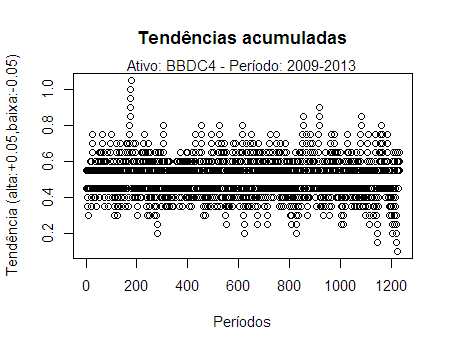 Tendências acumuladas
Ativo: BBDC4 - Período: 2009-2013
Tendência (alta:+0.05,baixa:-0.05)
1.0
0.8
0.6
0.4
0.2
0 200 400 600 800 1000 1200
Períodos